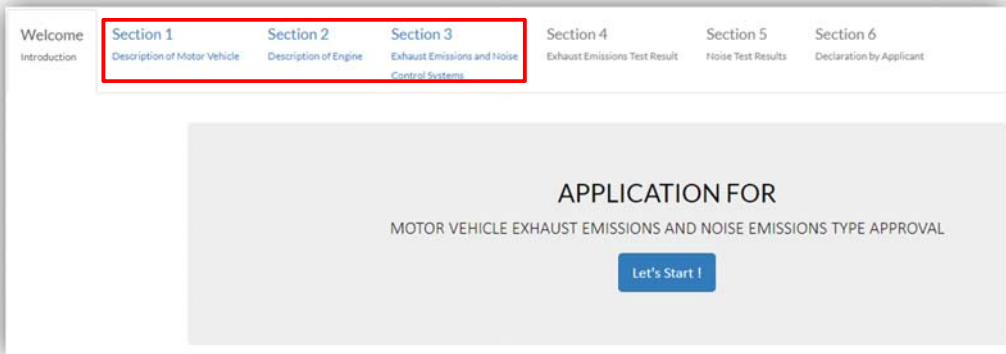 Welcome
Introduction
Section 1
Description of Motor Vehicle
Section 2
Description of Engine
Section 3
Exhaust Emissions and Noise
Control Systems
Section 4
Exhaust Emissions Test Result
Section 5
Noise Test Results
Section 6
Declaration by Applicant
APPLICATION FOR
MOTOR VEHICLE EXHAUST EMISSIONS AND NOISE EMISSIONS TYPE APPROVAL
Let's Start !